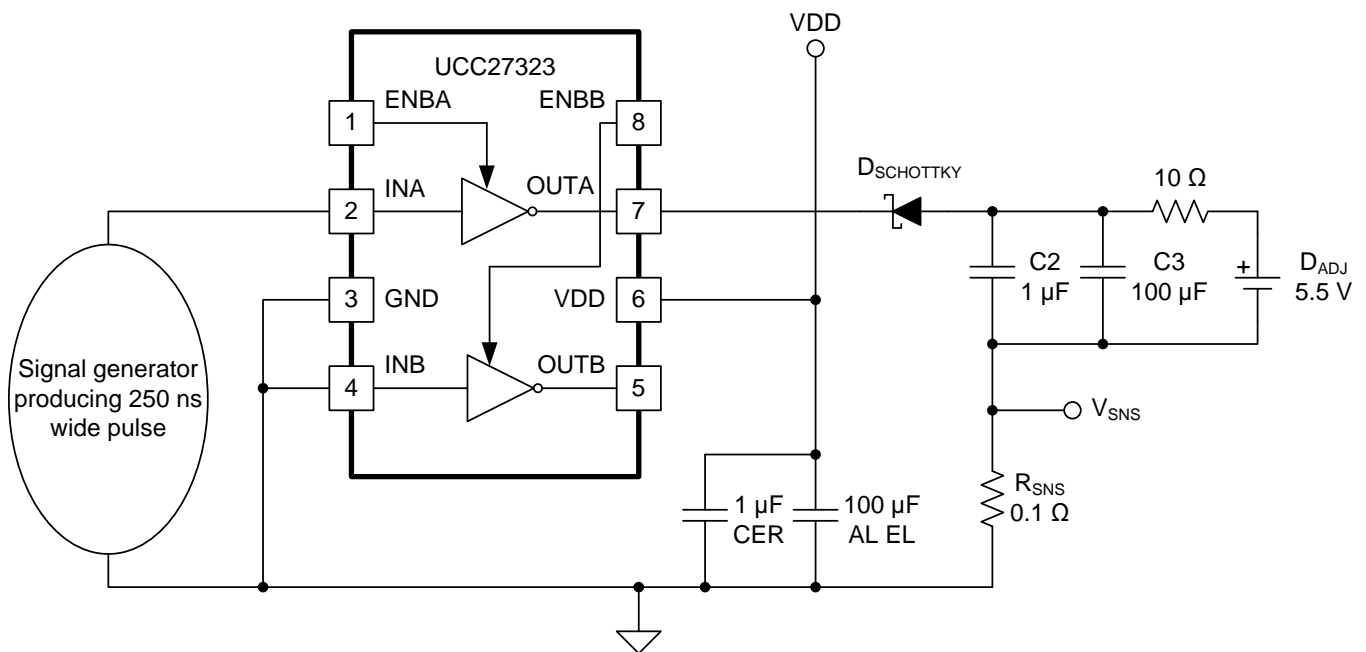 VDD
UCC27323
ENBA
ENBB
1
8
INA
OUTA
2
7
DSCHOTTKY
10 Ω
GND
VDD
3
6
C2
1 µF
C3
100 µF
+
DADJ
5.5 V
INB
OUTB
4
5
Signal generator
producing 250 ns
wide pulse
VSNS
1 µF
CER
100 µF
AL EL
RSNS
0.1 Ω